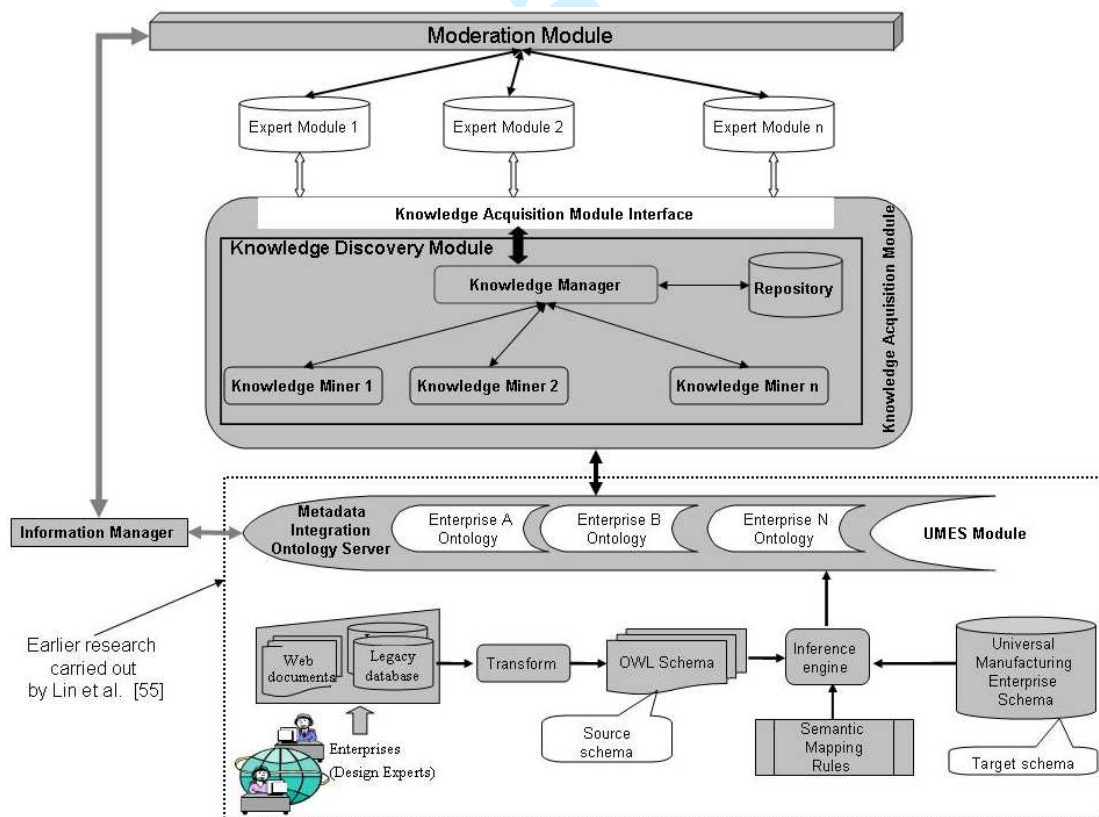 Moderation Module
Expert Module 1
Expert Module 2
Expert Module n
Knowledge Acquisition Module Interface
Knowledge Acquisition Module
Knowledge Discovery Module
Knowledge Manager
Repository
Knowledge Miner 1
Knowledge Miner 2
Knowledge Miner n
Information Manager
Metadata
Integration
Ontology Server
Enterprise A
Ontology
Enterprise B
Ontology
Enterprise N
Ontology
UMES Module
Earlier research
carried out
by Lin et al. [55]
Web
documents
Legacy
database
Transform
OWL Schema
Inference
engine
Universal
Manufacturing
Enterprise
Schema
Source
schema
Semantic
Mapping
Rules
Target schema
Enterprises
(Design Experts)